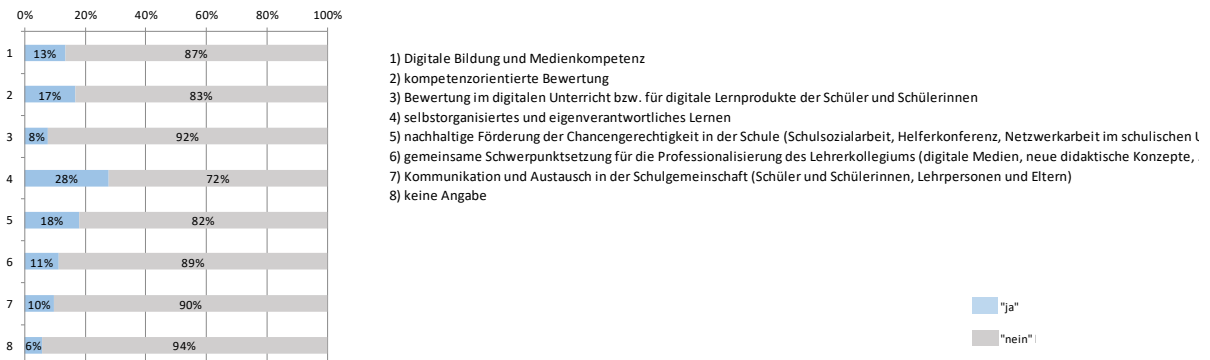 0% 20% 40% 60% 80% 100%
1 13% 87%
2 17% 83%
3 8% 92%
4 28% 72%
5 18% 82%
6 11% 89%
7 10% 90%
8 6% 94%
1) Digitale Bildung und Medienkompetenz
2) kompetenzorientierte Bewertung
3) Bewertung im digitalen Unterricht bzw. für digitale Lernprodukte der Schüler und Schülerinnen
4) selbstorganisiertes und eigenverantwortliches Lernen
5) nachhaltige Förderung der Chancengerechtigkeit in der Schule (Schulsozialarbeit, Helferkonferenz, Netzwerkarbeit im schulischen
6) gemeinsame Schwerpunktsetzung für die Professionalisierung des Lehrerkollegiums (digitale Medien, neue didaktische Konzepte,
7) Kommunikation und Austausch in der Schulgemeinschaft (Schüler und Schülerinnen, Lehrpersonen und Eltern)
8) keine Angabe
"ja"
"nein"